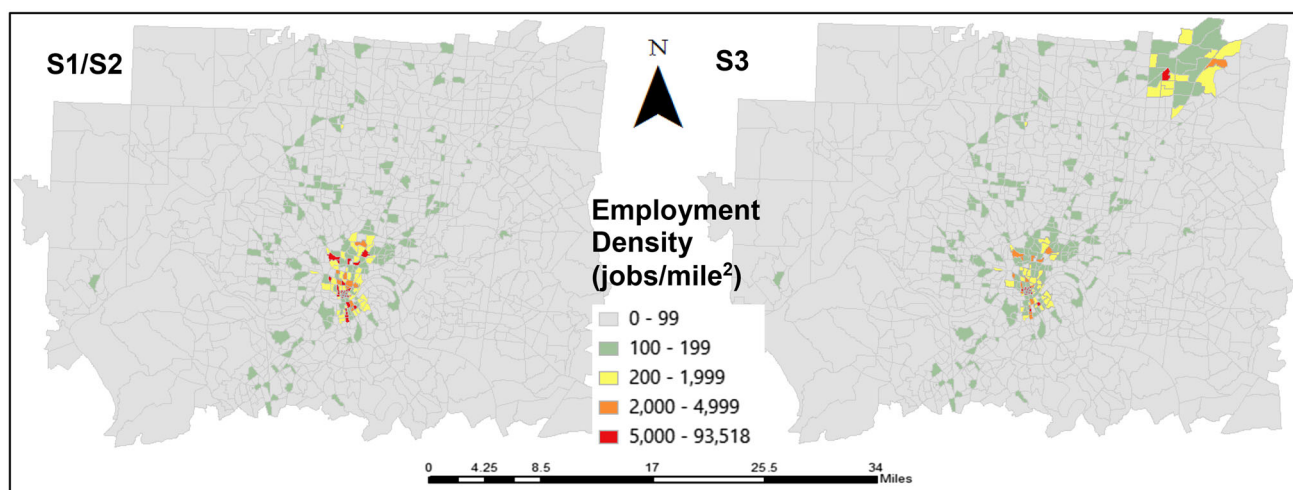 S1/S2
N
S3
Employment
Density
(jobs/mile²)
0 - 99
100 - 199
200 - 1,999
2,000 - 4,999
5,000 - 93,518
0 4.25 8.5 17 25.5 34
Miles